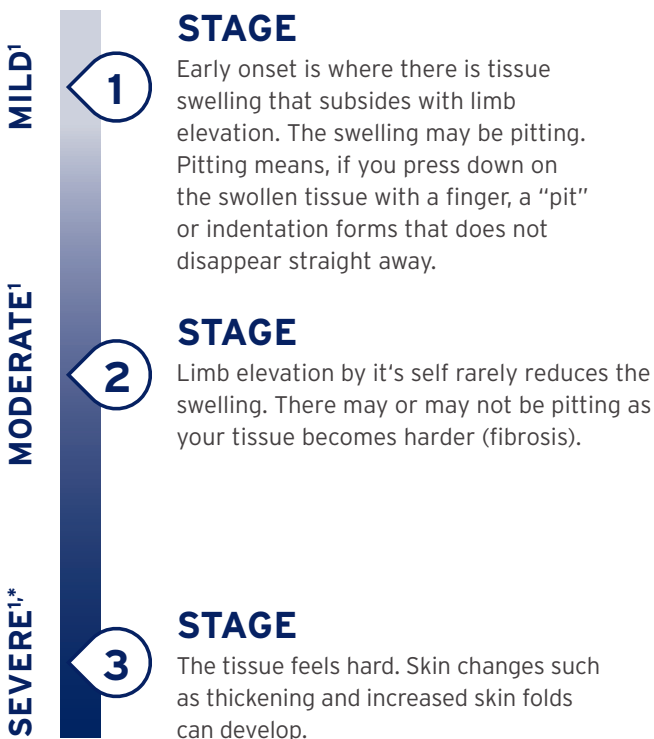 MILD¹
1
STAGE
Early onset is where there is tissue
swelling that subsides with limb
elevation. The swelling may be pitting.
Pitting means, if you press down on
the swollen tissue with a finger, a “pit”
or indentation forms that does not
disappear straight away.
MODERATE¹
2
STAGE
Limb elevation by it‘s self rarely reduces the
swelling. There may or may not be pitting as
your tissue becomes harder (fibrosis).
SEVERE¹,*
3
STAGE
The tissue feels hard. Skin changes such
as thickening and increased skin folds
can develop.